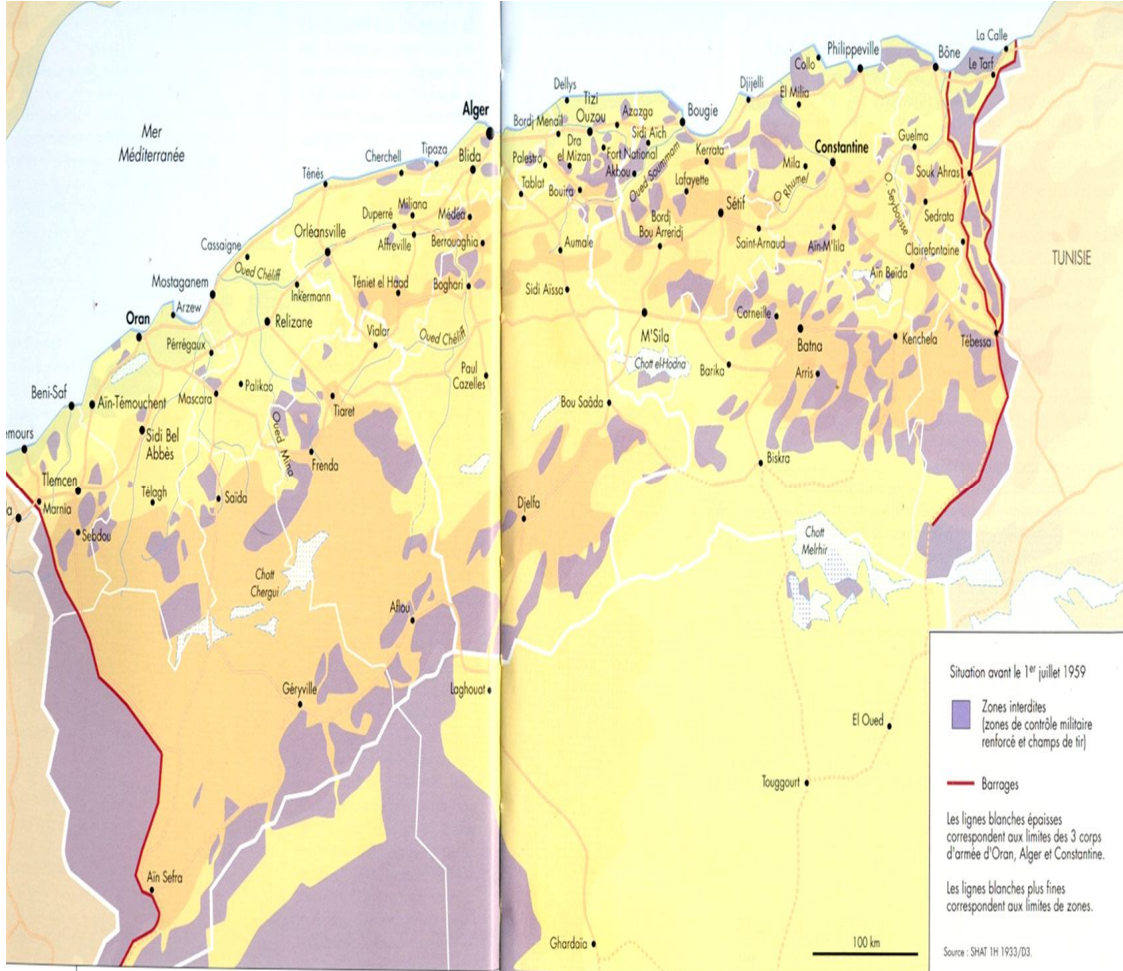 Mer
Méditerranée
TUNISIE
La Calle
Le Tarf
Bône
Philippeville
Collo
El Milia
Djijelli
Bougie
Dellys
Tizi
Ouzou
Azazga
Sidi Aïch
Bordj Menaïl
Dra
el Mizan
Fort National
Akbou
Oued Soummam
Palestro
Tablat
Bouira
Alger
Blida
Tipaza
Cherchell
Ténès
Miliana
Duperré
Affreville
Médéa
Berrouaghia
Boghari
Orléansville
Cassaigne
Oued Chéliff
Inkermann
Téniet el Haad
Mostaganem
Arzew
Oran
Relizane
Vialar
Oued Chéliff
Pérrégaux
Palikao
Mascara
Paul
Cazelles
Tiaret
Oued Mina
Frenda
Beni-Saf
Aïn-Témouchent
Sidi Bel
Abbès
emours
Tlemcen
Marnia
a
Sebdou
Télagh
Saïda
Chott
Chergui
Aflou
Géryville
Laghouat
Aïn Sefra
Kerrata
Lafayette
Sétif
Bordj
Bou Arreridj
Aumale
Sidi Aïssa
Mila
O. Rhumel
Constantine
Guelma
Souk Ahras
O. Seybouse
Sedrata
Clairefontaine
Saint-Arnaud
Aïn-M'lila
Aïn Beïda
Corneille
M'Sila
Chott el-Hodna
Batna
Kenchela
Tébessa
Barika
Arris
Bou Saâda
Biskra
Djelfa
Chott
Melrhir
El Oued
Touggourt
Ghardaïa
100 km
Situation avant le 1er juillet 1959
Zones interdites
(zones de contrôle militaire
renforcé et champs de tir)
Barrages
Les lignes blanches épaisses
correspondent aux limites des 3 corps
d'armée d'Oran, Alger et Constantine.
Les lignes blanches plus fines
correspondent aux limites de zones.
Source : SHAT 1H 1933/D3.